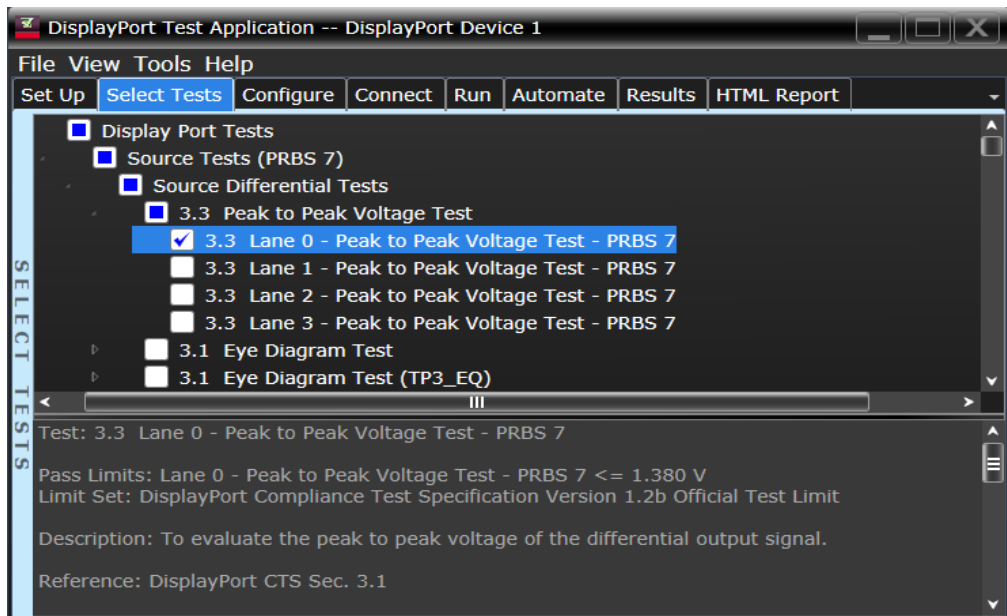 DisplayPort Test Application -- DisplayPort Device 1
File View Tools Help
Set Up Select Tests Configure Connect Run Automate Results HTML Report
Display Port Tests
Source Tests (PRBS 7)
Source Differential Tests
3.3 Peak to Peak Voltage Test
3.3 Lane 0 - Peak to Peak Voltage Test - PRBS 7
3.3 Lane 1 - Peak to Peak Voltage Test - PRBS 7
3.3 Lane 2 - Peak to Peak Voltage Test - PRBS 7
3.3 Lane 3 - Peak to Peak Voltage Test - PRBS 7
3.1 Eye Diagram Test
3.1 Eye Diagram Test (TP3_EQ)
SELECT TESTS
Test: 3.3 Lane 0 - Peak to Peak Voltage Test - PRBS 7
Pass Limits: Lane 0 - Peak to Peak Voltage Test - PRBS 7 <= 1.380 V
Limit Set: DisplayPort Compliance Test Specification Version 1.2b Official Test Limit
Description: To evaluate the peak to peak voltage of the differential output signal.
Reference: DisplayPort CTS Sec. 3.1